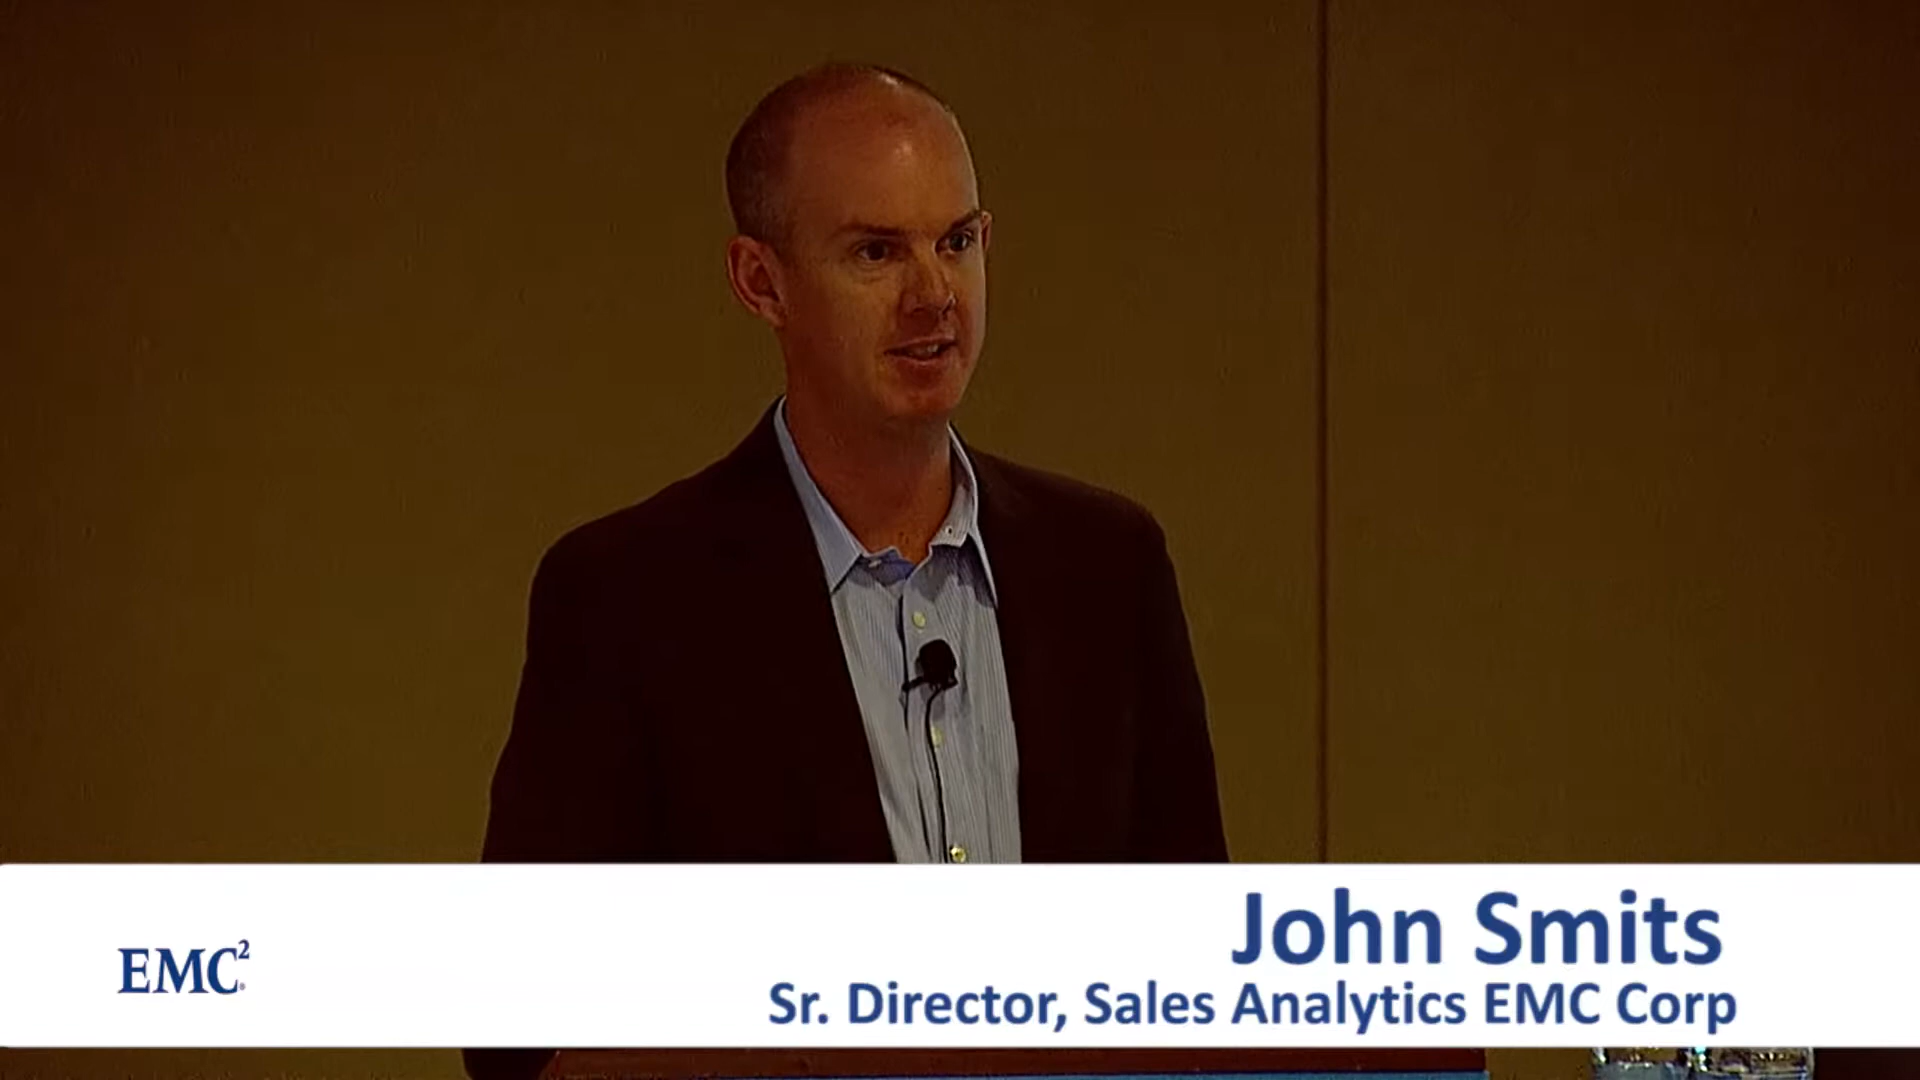 John Smits
EMC²
Sr. Director, Sales Analytics EMC Corp